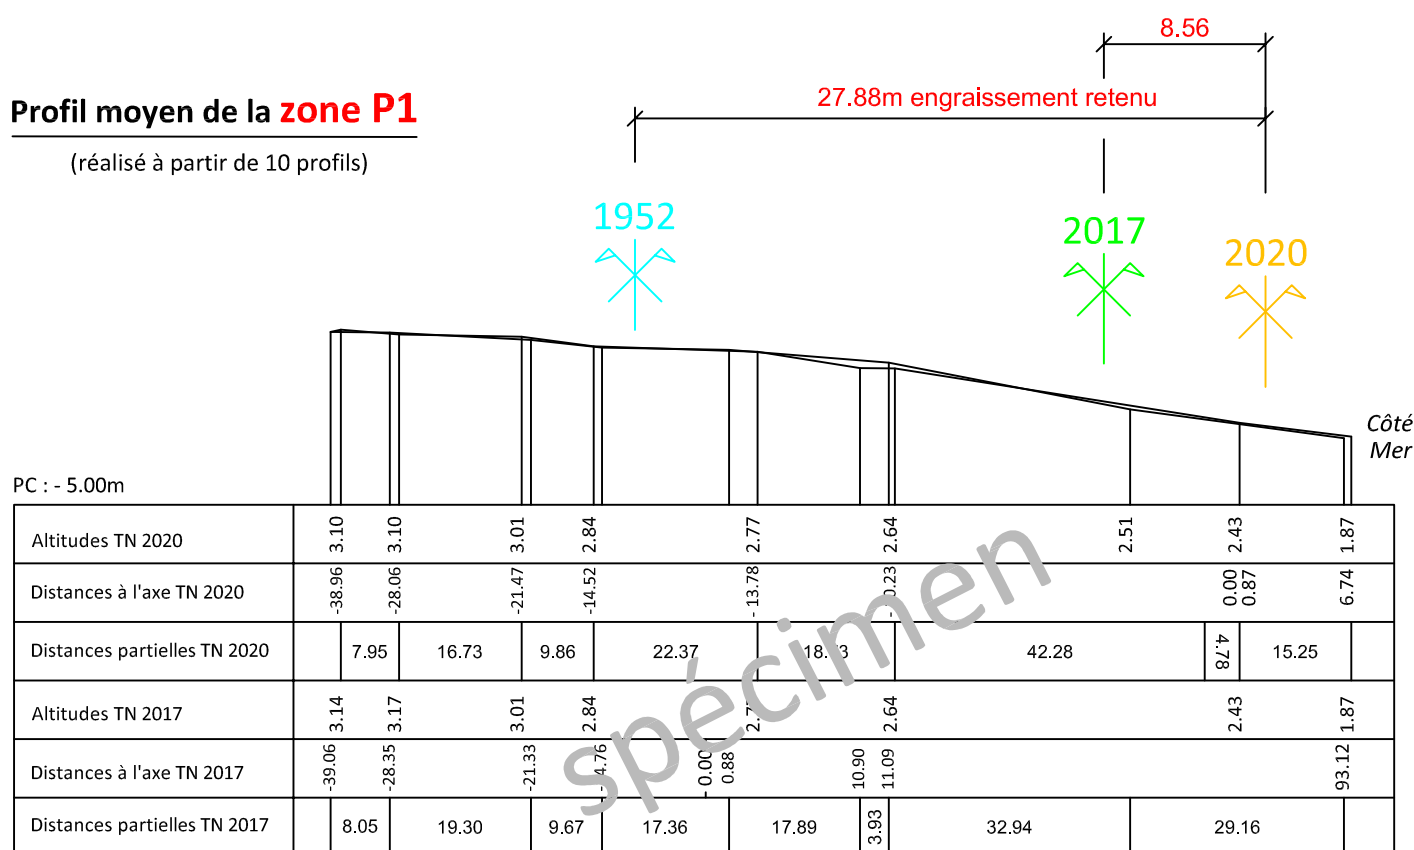 8.56
27.88m engraissement retenu
Profil moyen de la zone P1
(réalisé à partir de 10 profils)
1952
2017
2020
Côté
Mer
PC : - 5.00m
Altitudes TN 2020 3.10 3.10 3.01 2.84 2.77 2.64 2.51 2.43 1.87
Distances à l'axe TN 2020 -38.96 -28.06 -21.47 -14.52 -13.78 0.00 0.87 6.74
Distances partielles TN 2020 7.95 16.73 9.86 22.37 42.28 4.78 15.25
Altitudes TN 2017 3.14 3.17 3.01 2.84 2.64 2.43 1.87
Distances à l'axe TN 2017 -39.06 -28.35 -21.33 -0.00 0.88 10.90 11.09 93.12
Distances partielles TN 2017 8.05 19.30 9.67 17.36 17.89 3.93 32.94 29.16
spécimen